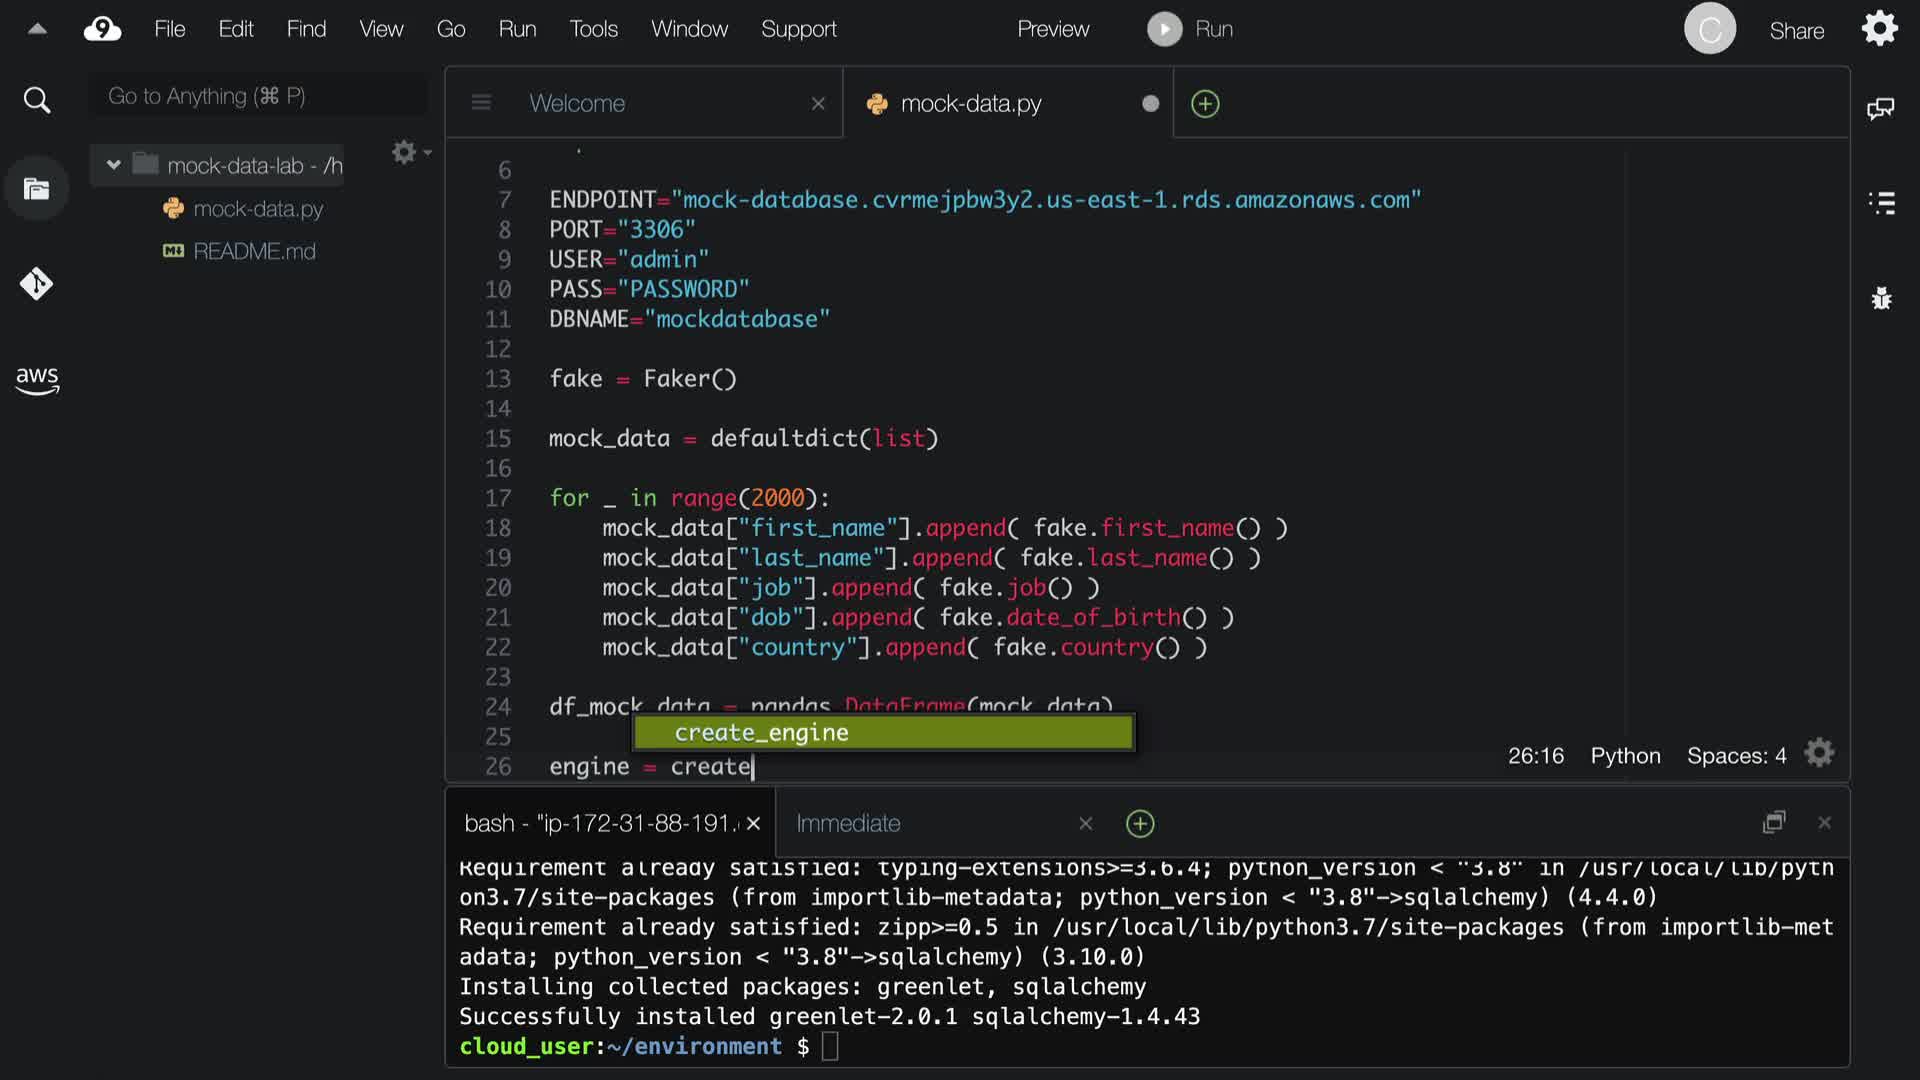 File Edit Find View Go Run Tools Window Support Preview Run C Share
Go to Anything (⌘ P)
Welcome
mock-data.py
mock-data-lab - /h
mock-data.py
README.md
aws
6
7 ENDPOINT="mock-database.cvrmejpbw3y2.us-east-1.rds.amazonaws.com"
8 PORT="3306"
9 USER="admin"
10 PASS="PASSWORD"
11 DBNAME="mockdatabase"
12
13 fake = Faker()
14
15 mock_data = defaultdict(list)
16
17 for _ in range(2000):
18 mock_data["first_name"].append( fake.first_name() )
19 mock_data["last_name"].append( fake.last_name() )
20 mock_data["job"].append( fake.job() )
21 mock_data["dob"].append( fake.date_of_birth() )
22 mock_data["country"].append( fake.country() )
23
24 df_mock_data = pandas.DataFrame(mock_data)
25
create_engine
26 engine = create
26:16 Python Spaces: 4
bash - "ip-172-31-88-191.
Immediate
Requirement already satisfied: typing-extensions>=3.6.4; python_version < "3.8" in /usr/local/lib/pyth
on3.7/site-packages (from importlib-metadata; python_version < "3.8"->sqlalchemy) (4.4.0)
Requirement already satisfied: zipp>=0.5 in /usr/local/lib/python3.7/site-packages (from importlib-met
adata; python_version < "3.8"->sqlalchemy) (3.10.0)
Installing collected packages: greenlet, sqlalchemy
Successfully installed greenlet-2.0.1 sqlalchemy-1.4.43
cloud_user:~/environment $